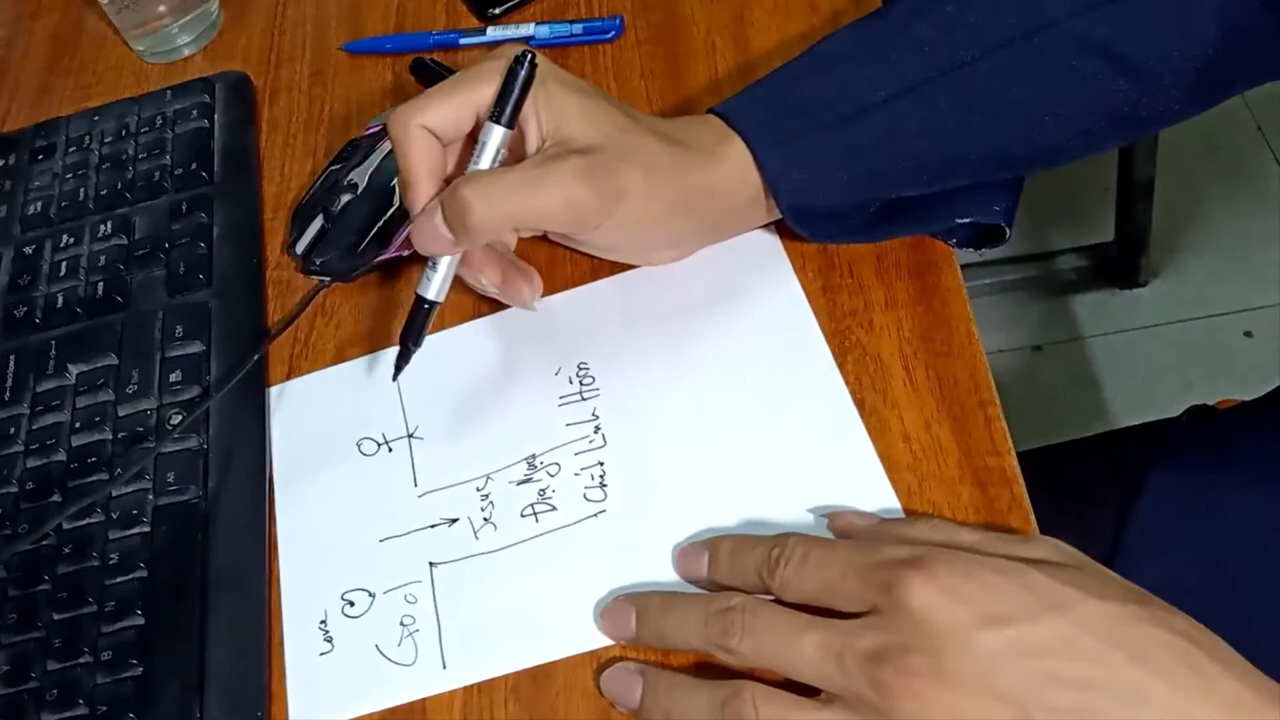 Love
God
Jesus
Địa Ngục
Chết Linh Hồn